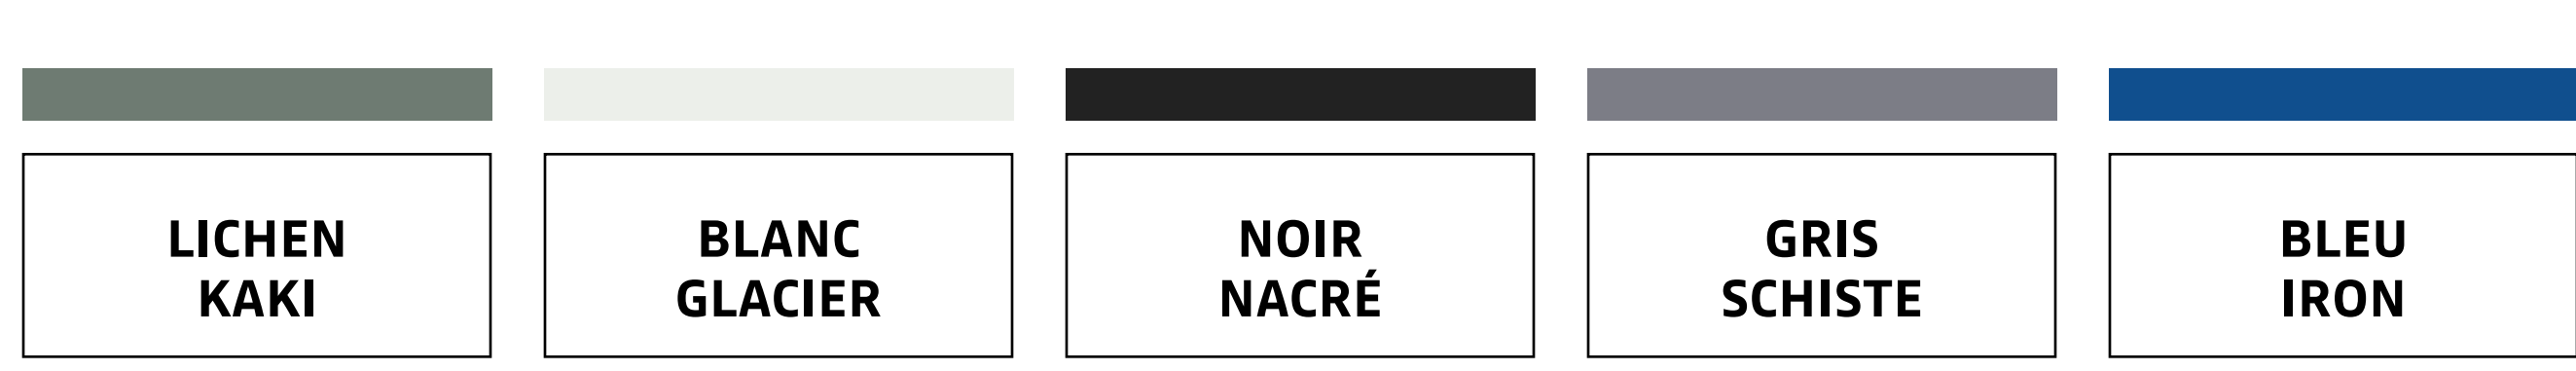 LICHEN
KAKI
BLANC
GLACIER
NOIR
NACRÉ
GRIS
SCHISTE
BLEU
IRON